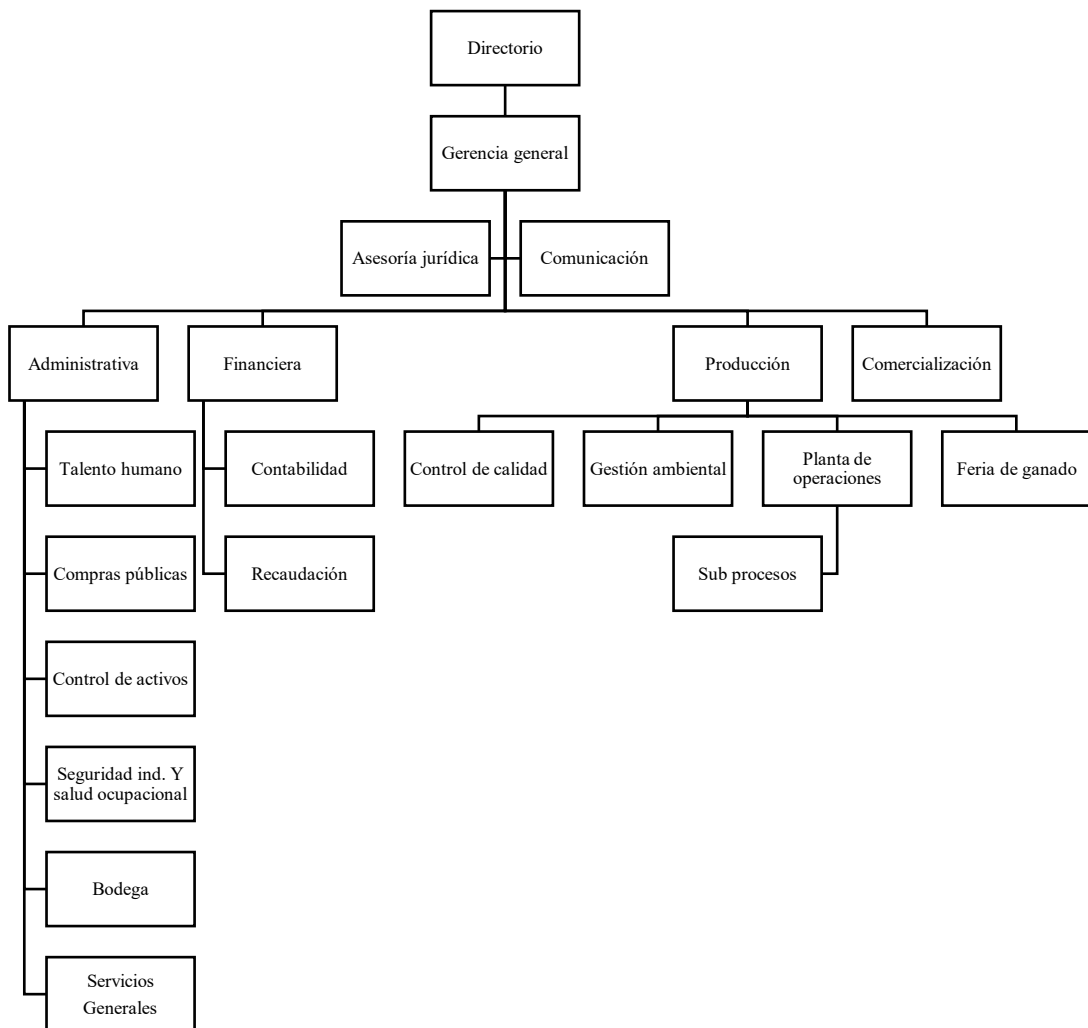 Directorio
Gerencia general
Asesoría jurídica
Comunicación
Administrativa
Financiera
Producción
Comercialización
Talento humano
Contabilidad
Control de calidad
Gestión ambiental
Planta de
operaciones
Feria de ganado
Compras públicas
Recaudación
Sub procesos
Control de activos
Seguridad ind. Y
salud ocupacional
Bodega
Servicios
Generales